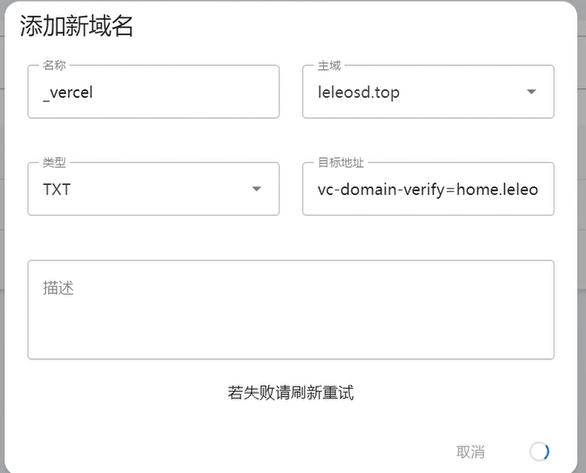 添加新域名
名称
主域
_vercel
leleosd.top
类型
目标地址
TXT
vc-domain-verify=home.leleo
描述
若失败请刷新重试
取消